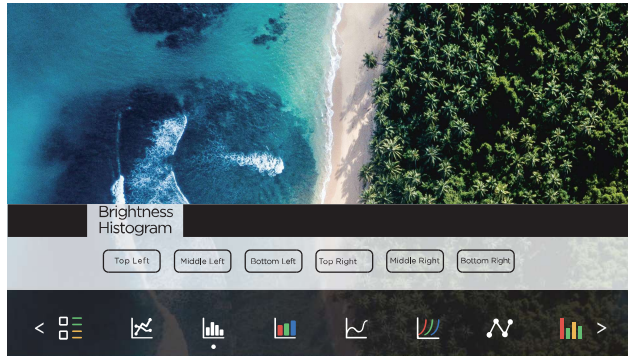 Brightness
Histogram
Top Left
Middle Left
Bottom Left
Top Right
Middle Right
Bottom Right